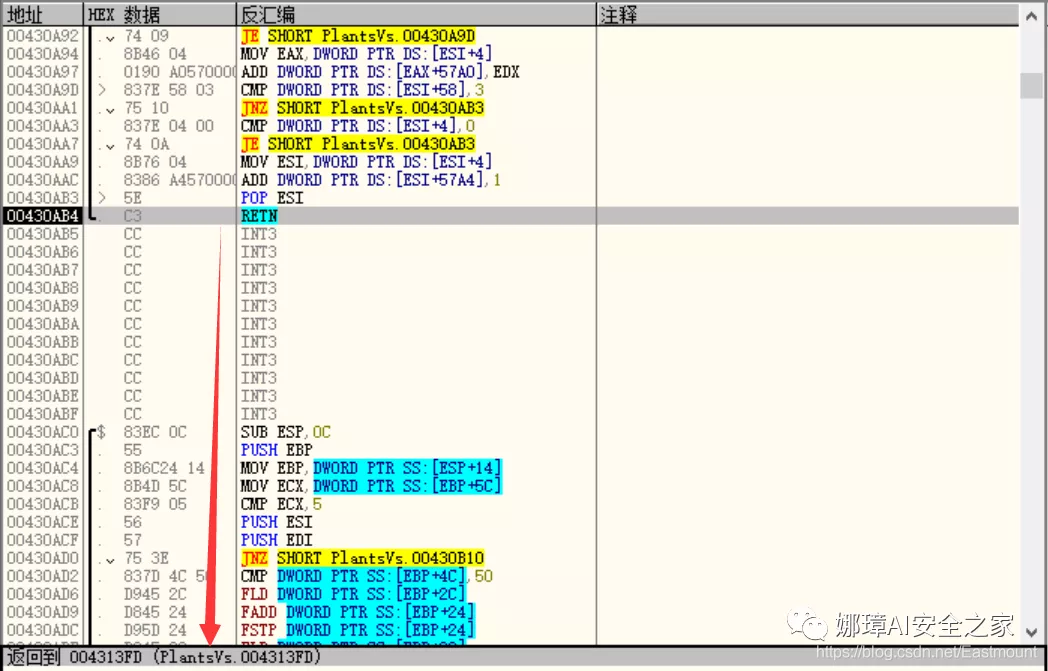 地址 HEX 数据 反汇编 注释
00430A92 . 74 09 JE SHORT PlantsVs.00430A9D
00430A94 . 8B46 04 MOV EAX,DWORD PTR DS:[ESI+4]
00430A97 . 0190 A0570000 ADD DWORD PTR DS:[EAX+57A0],EDX
00430A9D > 837E 58 03 CMP DWORD PTR DS:[ESI+58],3
00430AA1 . 75 10 JNZ SHORT PlantsVs.00430AB3
00430AA3 . 837E 04 00 CMP DWORD PTR DS:[ESI+4],0
00430AA7 . 74 0A JE SHORT PlantsVs.00430AB3
00430AA9 . 8B76 04 MOV ESI,DWORD PTR DS:[ESI+4]
00430AAC . 8386 A4570000 ADD DWORD PTR DS:[ESI+57A4],1
00430AB3 > 5E POP ESI
00430AB4 . C3 RETN
00430AB5 CC INT3
00430AB6 CC INT3
00430AB7 CC INT3
00430AB8 CC INT3
00430AB9 CC INT3
00430ABA CC INT3
00430ABB CC INT3
00430ABC CC INT3
00430ABD CC INT3
00430ABE CC INT3
00430ABF CC INT3
00430AC0 $ 83EC 0C SUB ESP,0C
00430AC3 . 55 PUSH EBP
00430AC4 . 8B6C24 14 MOV EBP,DWORD PTR SS:[ESP+14]
00430AC8 . 8B4D 5C MOV ECX,DWORD PTR SS:[EBP+5C]
00430ACB . 83F9 05 CMP ECX,5
00430ACE . 56 PUSH ESI
00430ACF . 57 PUSH EDI
00430AD0 . 75 3E JNZ SHORT PlantsVs.00430B10
00430AD2 . 837D 4C 50 CMP DWORD PTR SS:[EBP+4C],50
00430AD6 . D945 2C FLD DWORD PTR SS:[EBP+2C]
00430AD9 . D845 24 FADD DWORD PTR SS:[EBP+24]
00430ADC . D95D 24 FSTP DWORD PTR SS:[EBP+24]
返回到 004313FD (PlantsVs.004313FD)
娜璋AI安全之家
https://blog.csdn.net/Eastmount